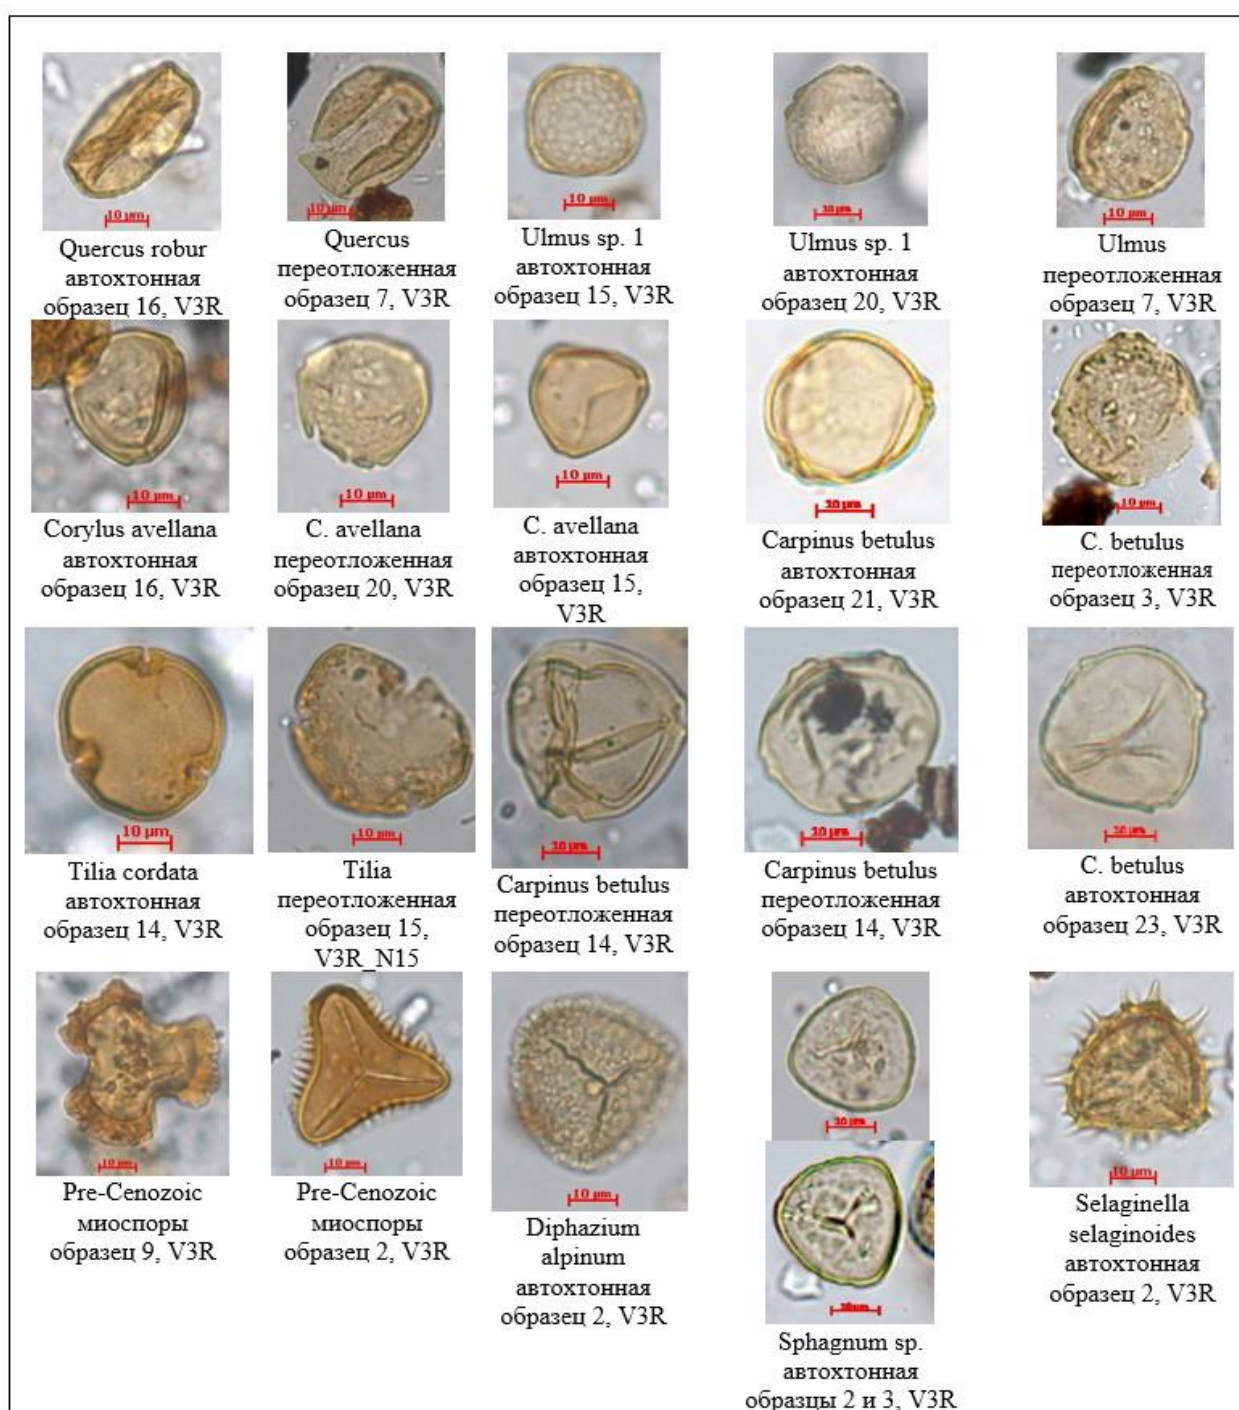 10 µm
Quercus robur
автохтонная
образец 16, V3R
10 µm
Quercus
переотложенная
образец 7, V3R
10 µm
Ulmus sp. 1
автохтонная
образец 15, V3R
10 µm
Ulmus sp. 1
автохтонная
образец 20, V3R
10 µm
Ulmus
переотложенная
образец 7, V3R
10 µm
Corylus avellana
автохтонная
образец 16, V3R
10 µm
C. avellana
переотложенная
образец 20, V3R
10 µm
C. avellana
автохтонная
образец 15,
V3R
10 µm
Carpinus betulus
автохтонная
образец 21, V3R
10 µm
C. betulus
переотложенная
образец 3, V3R
10 µm
Tilia cordata
автохтонная
образец 14, V3R
10 µm
Tilia
переотложенная
образец 15,
V3R_N15
10 µm
Carpinus betulus
переотложенная
образец 14, V3R
10 µm
Carpinus betulus
переотложенная
образец 14, V3R
10 µm
C. betulus
автохтонная
образец 23, V3R
10 µm
Pre-Cenozoic
миоспоры
образец 9, V3R
10 µm
Pre-Cenozoic
миоспоры
образец 2, V3R
10 µm
Diphazium
alpinum
автохтонная
образец 2, V3R
10 µm
10 µm
Sphagnum sp.
автохтонная
образцы 2 и 3, V3R
10 µm
Selaginella
selaginoides
автохтонная
образец 2, V3R